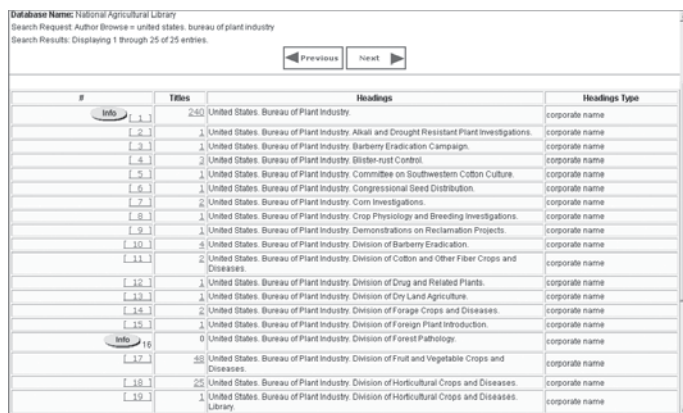 Database Name: National Agricultural Library
Search Request: Author Browse = united states. bureau of plant industry
Search Results: Displaying 1 through 25 of 25 entries.
Previous Next
# Titles Headings Headings Type
Info [ 1 ] 240 United States. Bureau of Plant Industry. corporate name
[ 2 ] 1 United States. Bureau of Plant Industry. Alkali and Drought Resistant Plant Investigations. corporate name
[ 3 ] 1 United States. Bureau of Plant Industry. Barberry Eradication Campaign. corporate name
[ 4 ] 3 United States. Bureau of Plant Industry. Blister-rust Control. corporate name
[ 5 ] 1 United States. Bureau of Plant Industry. Committee on Southwestern Cotton Culture. corporate name
[ 6 ] 1 United States. Bureau of Plant Industry. Congressional Seed Distribution. corporate name
[ 7 ] 2 United States. Bureau of Plant Industry. Corn Investigations. corporate name
[ 8 ] 1 United States. Bureau of Plant Industry. Crop Physiology and Breeding Investigations. corporate name
[ 9 ] 1 United States. Bureau of Plant Industry. Demonstrations on Reclamation Projects. corporate name
[ 10 ] 4 United States. Bureau of Plant Industry. Division of Barberry Eradication. corporate name
[ 11 ] 2 United States. Bureau of Plant Industry. Division of Cotton and Other Fiber Crops and
Diseases. corporate name
[ 12 ] 1 United States. Bureau of Plant Industry. Division of Drug and Related Plants. corporate name
[ 13 ] 1 United States. Bureau of Plant Industry. Division of Dry Land Agriculture. corporate name
[ 14 ] 2 United States. Bureau of Plant Industry. Division of Forage Crops and Diseases. corporate name
[ 15 ] 1 United States. Bureau of Plant Industry. Division of Foreign Plant Introduction. corporate name
Info 16 0 United States. Bureau of Plant Industry. Division of Forest Pathology. corporate name
[ 17 ] 48 United States. Bureau of Plant Industry. Division of Fruit and Vegetable Crops and
Diseases. corporate name
[ 18 ] 25 United States. Bureau of Plant Industry. Division of Horticultural Crops and Diseases. corporate name
[ 19 ] 1 United States. Bureau of Plant Industry. Division of Horticultural Crops and Diseases.
Library. corporate name